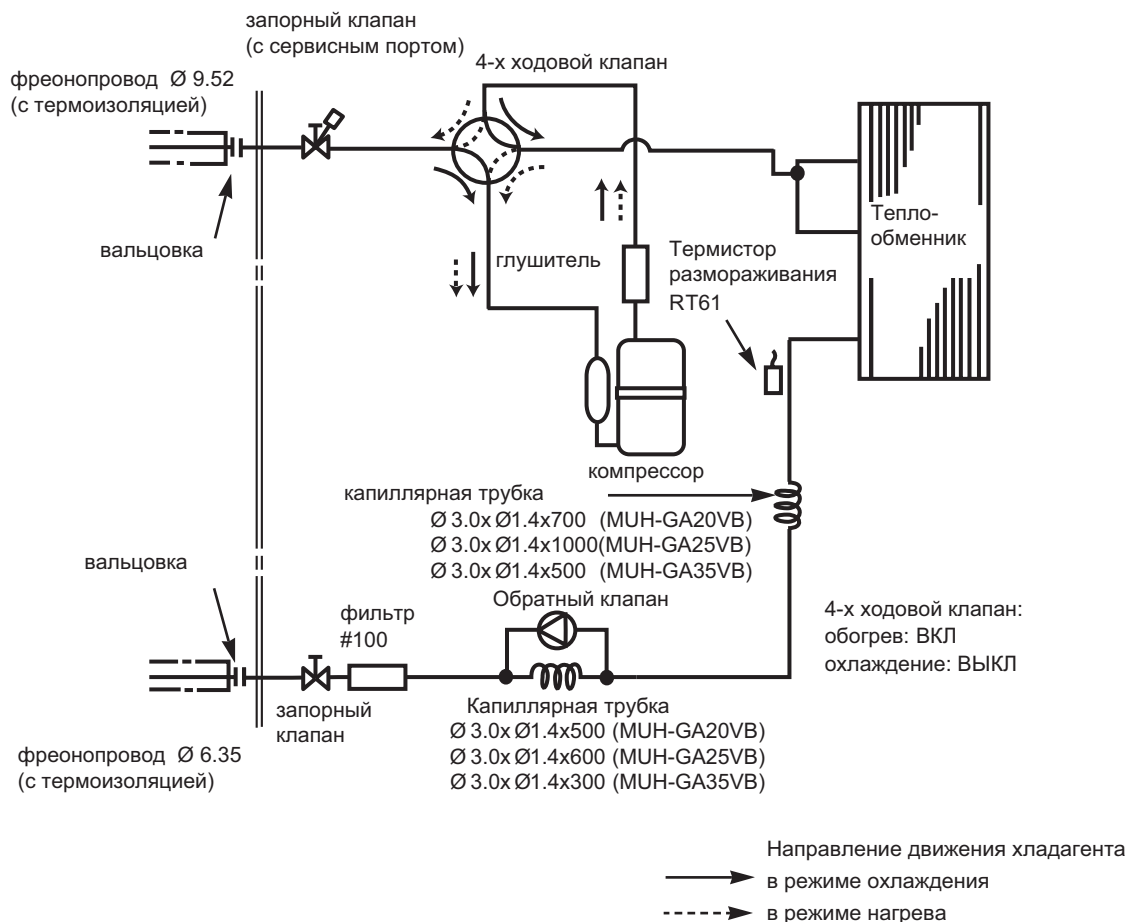 запорный клапан
(с сервисным портом)
4-х ходовой клапан
фреонопровод Ø 9.52
(с термоизоляцией)
вальцовка
глушитель
Термистор
размораживания
RT61
Тепло-
обменник
компрессор
капиллярная трубка
Ø 3.0x Ø1.4x700 (MUH-GA20VB)
Ø 3.0x Ø1.4x1000(MUH-GA25VB)
Ø 3.0x Ø1.4x500 (MUH-GA35VB)
вальцовка
Обратный клапан
фильтр
#100
4-х ходовой клапан:
обогрев: ВКЛ
охлаждение: ВЫКЛ
запорный
клапан
Капиллярная трубка
Ø 3.0x Ø1.4x500 (MUH-GA20VB)
Ø 3.0x Ø1.4x600 (MUH-GA25VB)
Ø 3.0x Ø1.4x300 (MUH-GA35VB)
фреонопровод Ø 6.35
(с термоизоляцией)
Направление движения хладагента
в режиме охлаждения
в режиме нагрева